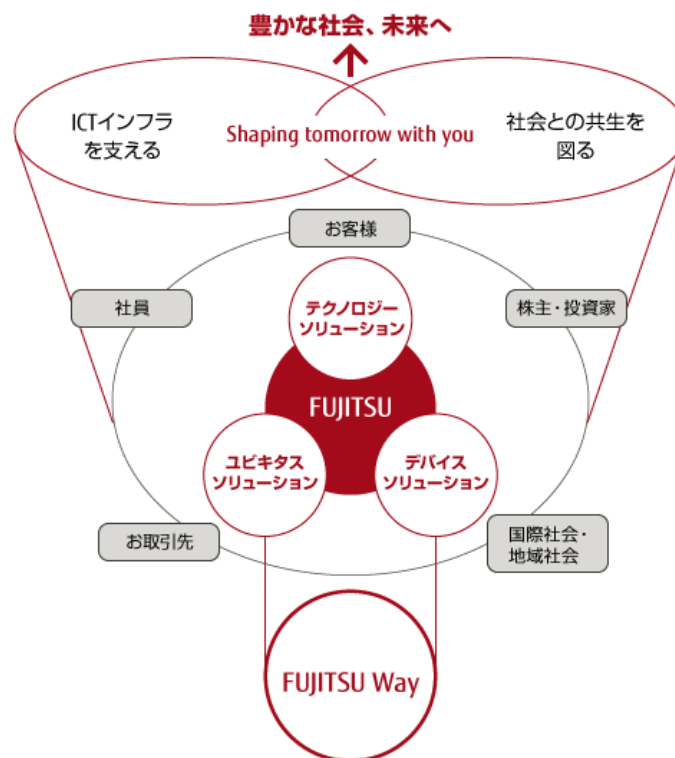 豊かな社会、未来へ
ICTインフラ
を支える
Shaping tomorrow with you
社会との共生を
図る
お客様
社員
株主・投資家
テクノロジー
ソリューション
FUJITSU
ユビキタス
ソリューション
デバイス
ソリューション
お取引先
国際社会・
地域社会
FUJITSU Way